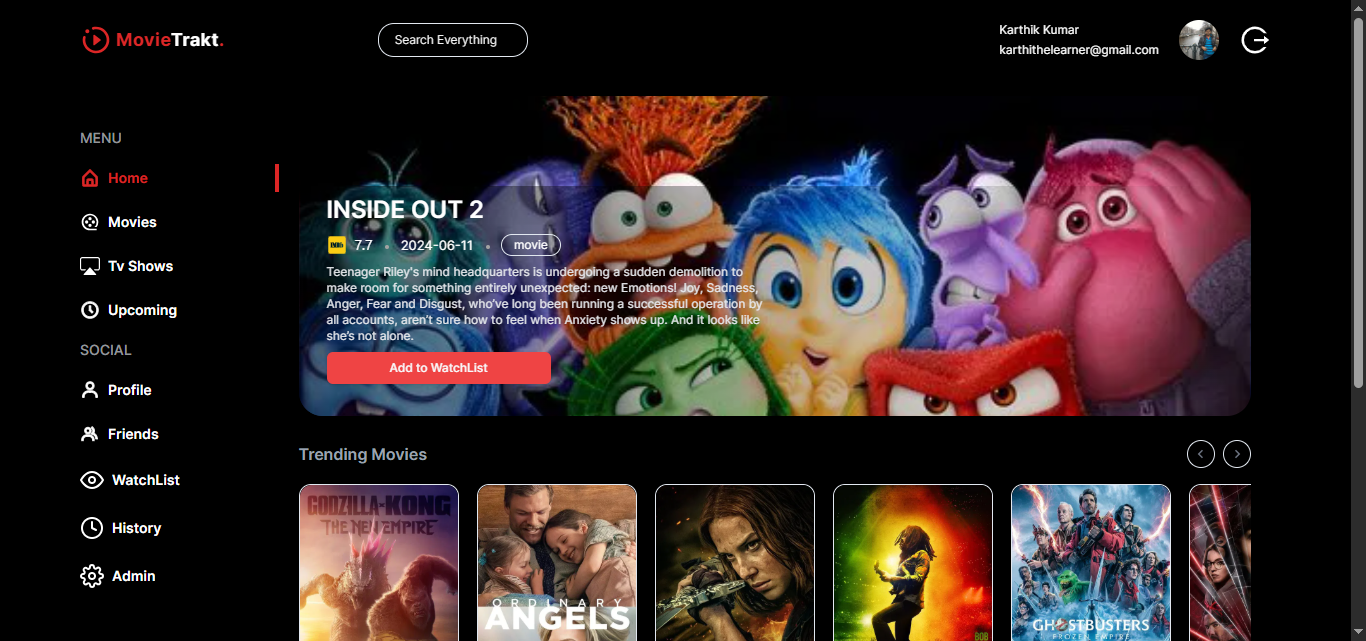 MovieTrakt.
Search Everything
Karthik Kumar
karthithelearner@gmail.com
MENU
Home
Movies
Tv Shows
Upcoming
SOCIAL
Profile
Friends
WatchList
History
Admin
INSIDE OUT 2
IMDb 7.7 • 2024-06-11 • movie
Teenager Riley's mind headquarters is undergoing a sudden demolition to
make room for something entirely unexpected: new Emotions! Joy, Sadness,
Anger, Fear and Disgust, who’ve long been running a successful operation by
all accounts, aren’t sure how to feel when Anxiety shows up. And it looks like
she’s not alone.
Add to WatchList
Trending Movies
GODZILLA-KONG
THE NEW EMPIRE
ORDINARY
ANGELS
BOB
GHOSTBUSTERS
FROZEN EMPIRE